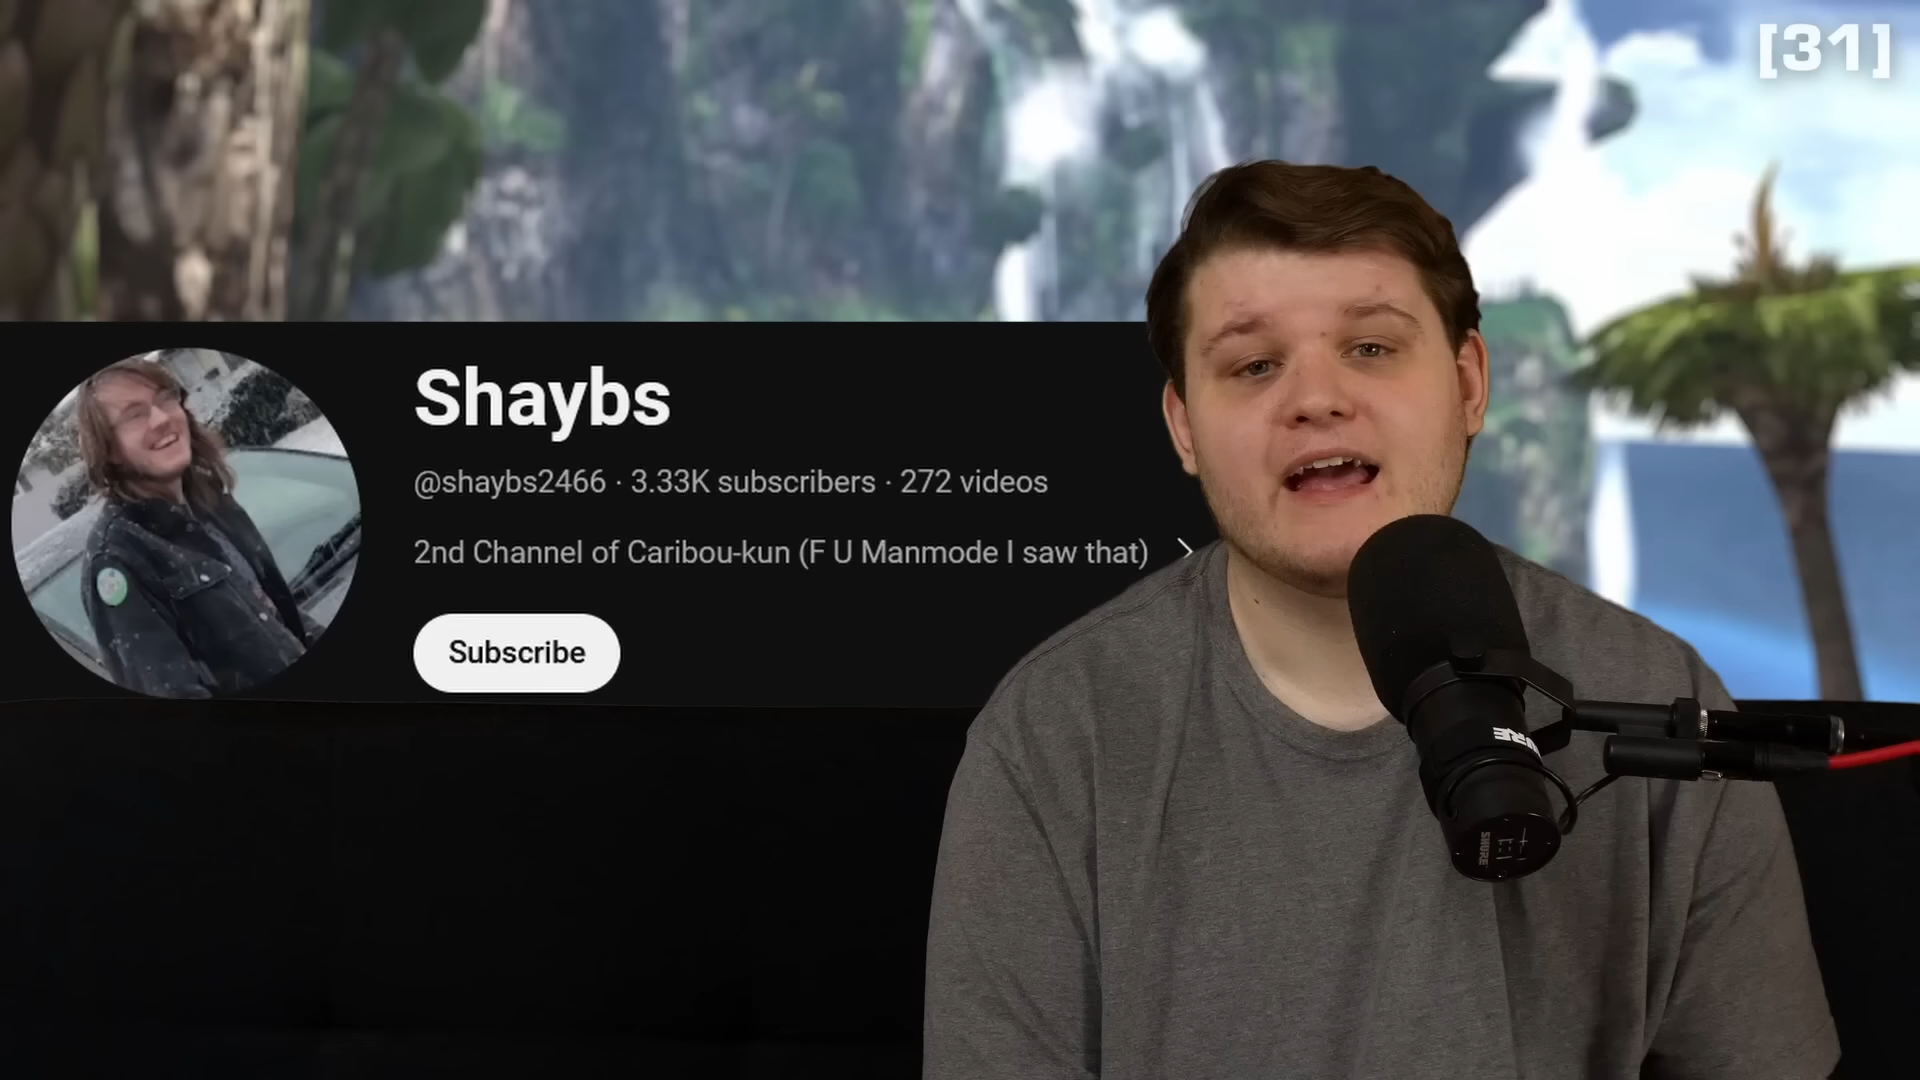 [31]
Shaybs
@shaybs2466 · 3.33K subscribers · 272 videos
2nd Channel of Caribou-kun (F U Manmode I saw that)
Subscribe
SHURE